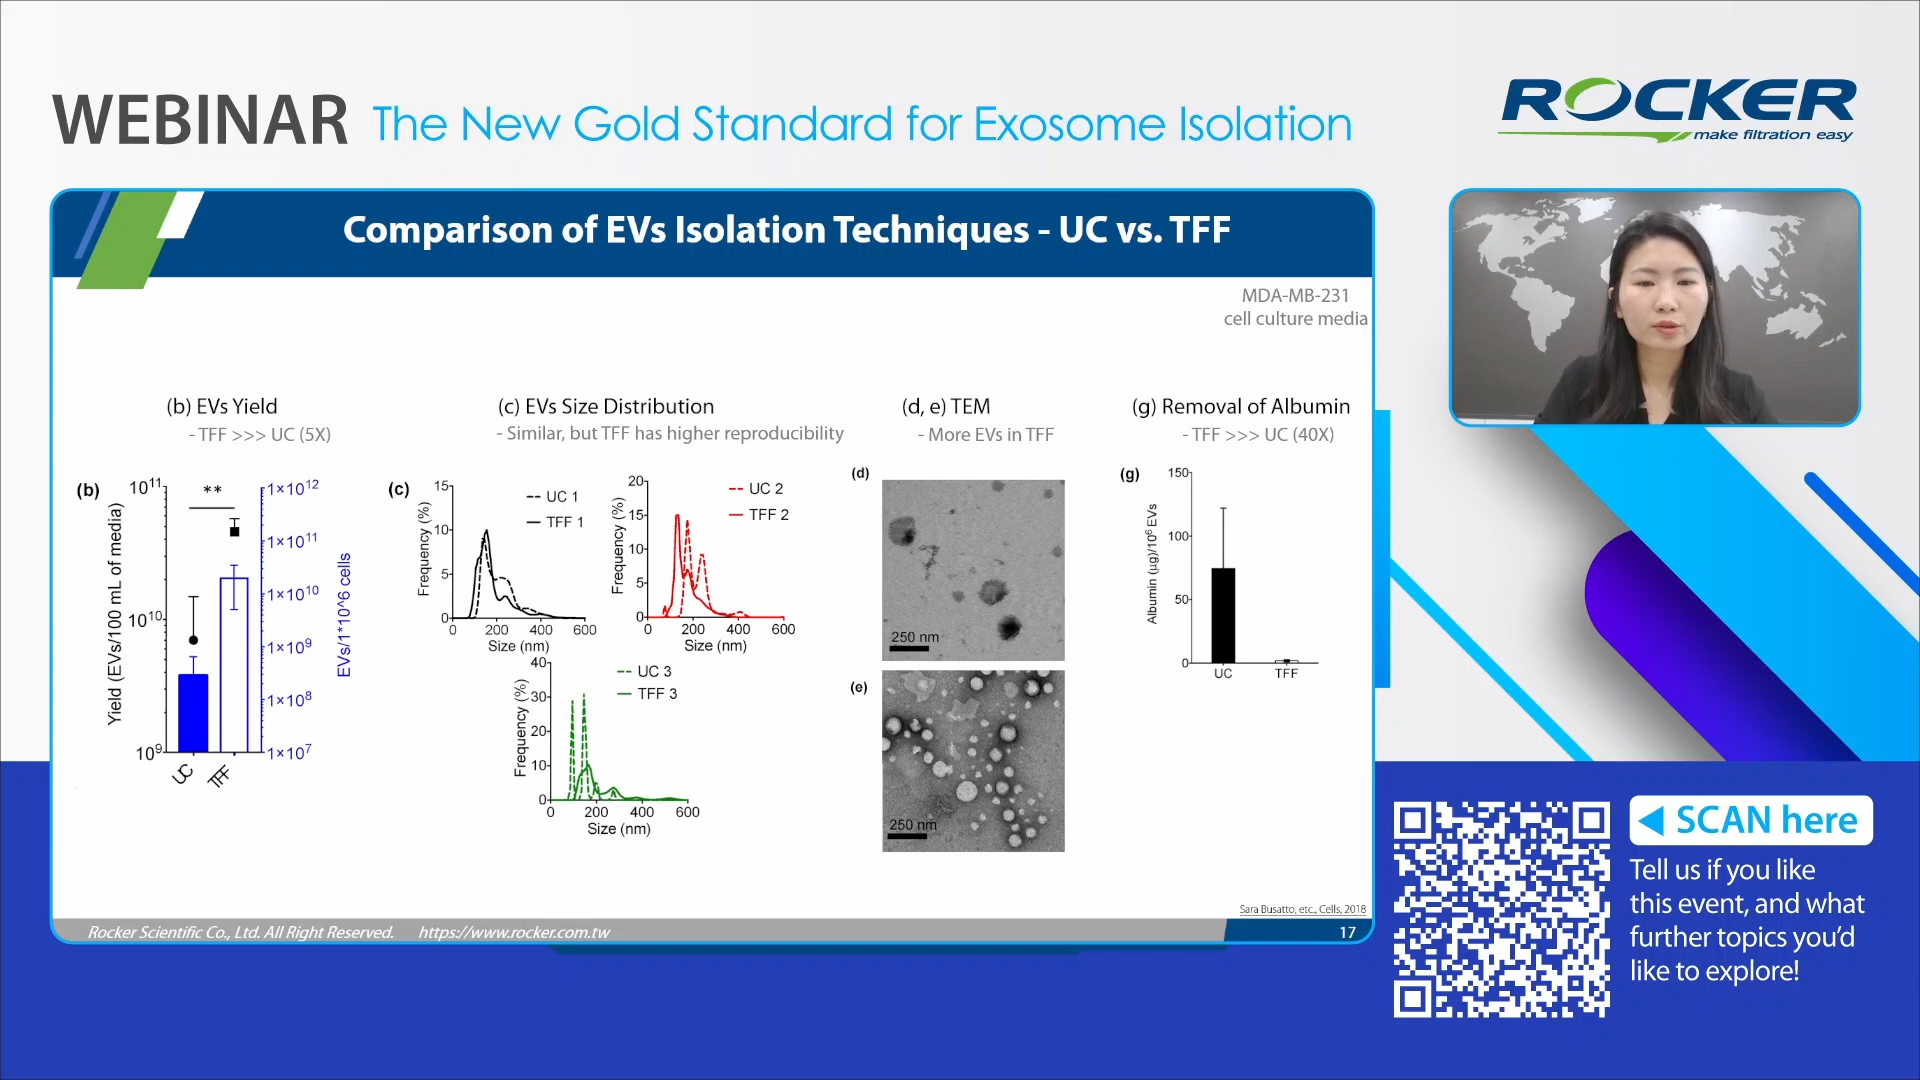 WEBINAR The New Gold Standard for Exosome Isolation
ROCKER
make filtration easy
Comparison of EVs Isolation Techniques - UC vs. TFF
MDA-MB-231
cell culture media
(b) EVs Yield
- TFF >>> UC (5X)
(c) EVs Size Distribution
- Similar, but TFF has higher reproducibility
(d, e) TEM
- More EVs in TFF
(g) Removal of Albumin
- TFF >>> UC (40X)
(b)
Yield (EVs/100 mL of media)
10¹¹
10¹⁰
10⁹
**
1×10¹²
1×10¹¹
1×10¹⁰
1×10⁹
1×10⁸
1×10⁷
EVs/1*10^6 cells
UC
TFF
(c)
Frequency (%)
15
10
5
0
0 200 400 600
Size (nm)
UC 1
TFF 1
Frequency (%)
20
15
10
5
0
0 200 400 600
Size (nm)
UC 2
TFF 2
Frequency (%)
40
30
20
10
0
0 200 400 600
Size (nm)
UC 3
TFF 3
(d)
250 nm
(e)
250 nm
(g)
Albumin (µg)/10⁶ EVs
150
100
50
0
UC TFF
Sara Busatto, etc., Cells, 2018
Rocker Scientific Co., Ltd. All Right Reserved. https://www.rocker.com.tw
17
SCAN here
Tell us if you like
this event, and what
further topics you'd
like to explore!